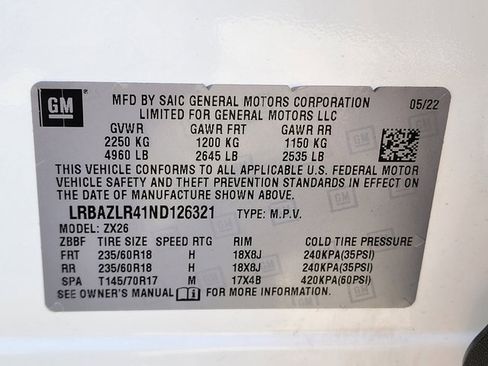 GM
MFD BY SAIC GENERAL MOTORS CORPORATION 05/22
LIMITED FOR GENERAL MOTORS LLC
GVWR GAWR FRT GAWR RR
2250 KG 1200 KG 1150 KG
4960 LB 2645 LB 2535 LB
THIS VEHICLE CONFORMS TO ALL APPLICABLE U.S. FEDERAL MOTOR
VEHICLE SAFETY AND THEFT PREVENTION STANDARDS IN EFFECT ON
THE DATE OF MANUFACTURE SHOWN ABOVE.
LRBAZLR41ND126321 TYPE: M.P.V.
MODEL: ZX26
ZBBF TIRE SIZE SPEED RTG RIM COLD TIRE PRESSURE
FRT 235/60R18 H 18X8J 240KPA(35PSI)
RR 235/60R18 H 18X8J 240KPA(35PSI)
SPA T145/70R17 M 17X4B 420KPA(60PSI)
SEE OWNER'S MANUAL FOR MORE INFORMATION.